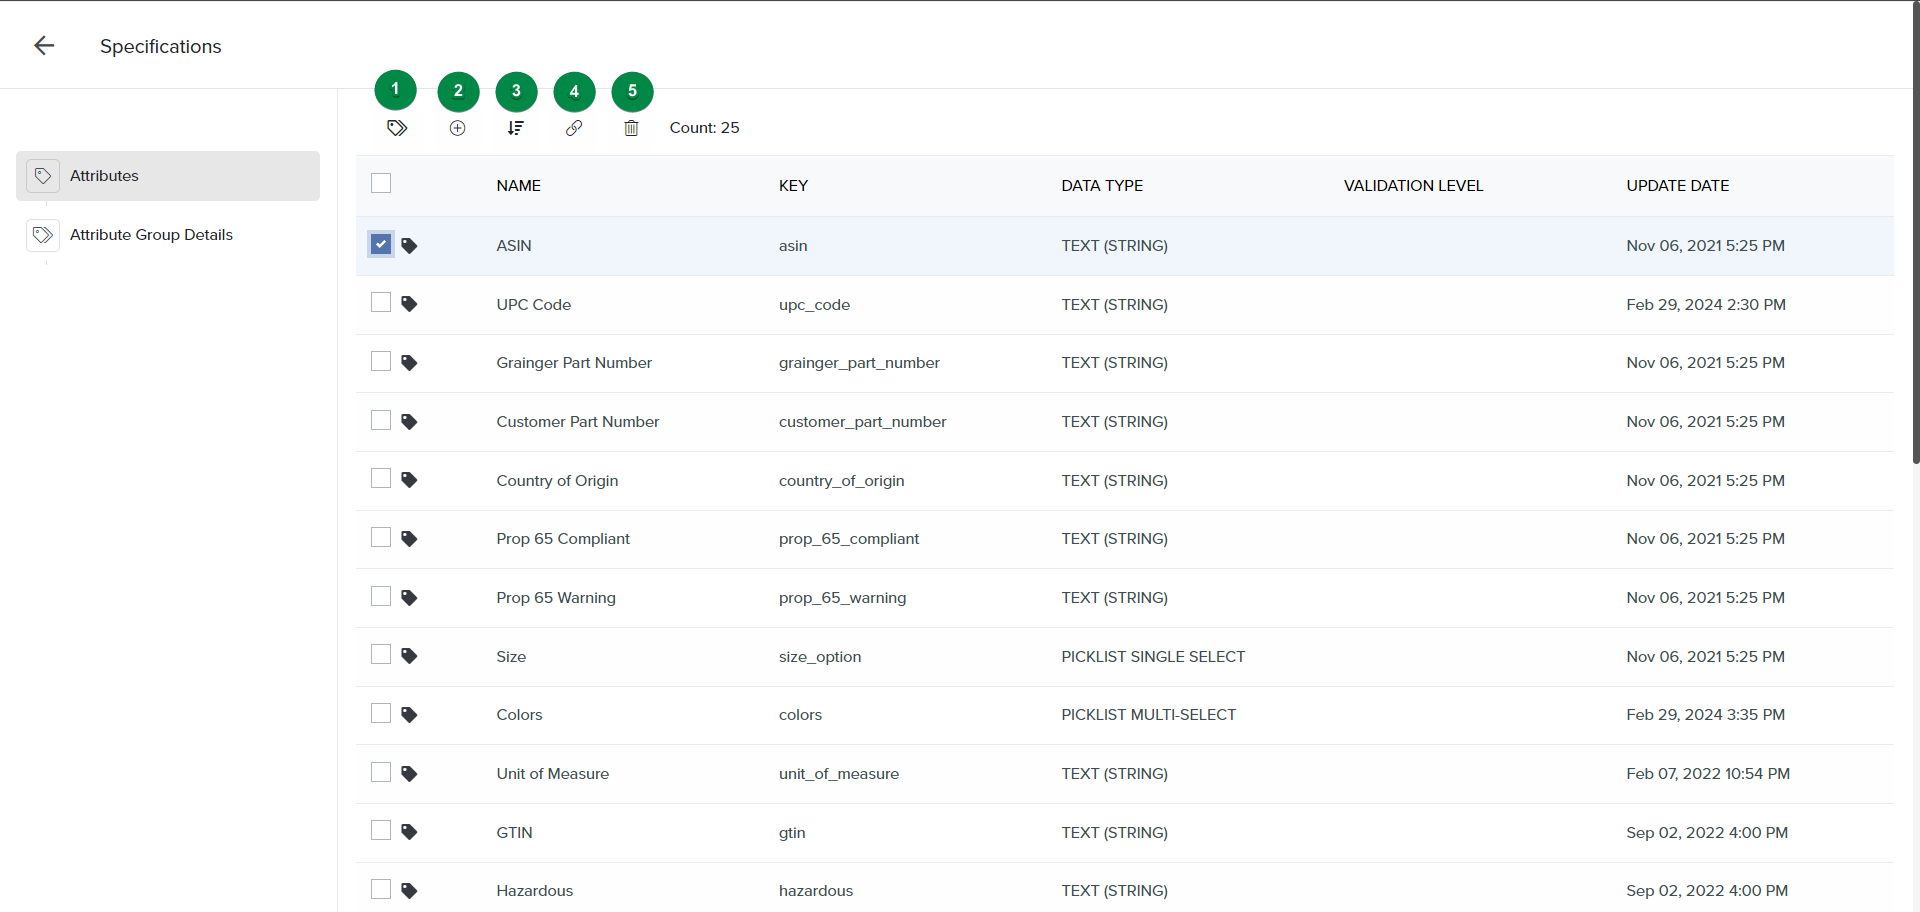 Specifications
1 2 3 4 5
Count: 25
Attributes
Attribute Group Details
NAME KEY DATA TYPE VALIDATION LEVEL UPDATE DATE
ASIN asin TEXT (STRING) Nov 06, 2021 5:25 PM
UPC Code upc_code TEXT (STRING) Feb 29, 2024 2:30 PM
Grainger Part Number grainger_part_number TEXT (STRING) Nov 06, 2021 5:25 PM
Customer Part Number customer_part_number TEXT (STRING) Nov 06, 2021 5:25 PM
Country of Origin country_of_origin TEXT (STRING) Nov 06, 2021 5:25 PM
Prop 65 Compliant prop_65_compliant TEXT (STRING) Nov 06, 2021 5:25 PM
Prop 65 Warning prop_65_warning TEXT (STRING) Nov 06, 2021 5:25 PM
Size size_option PICKLIST SINGLE SELECT Nov 06, 2021 5:25 PM
Colors colors PICKLIST MULTI-SELECT Feb 29, 2024 3:35 PM
Unit of Measure unit_of_measure TEXT (STRING) Feb 07, 2022 10:54 PM
GTIN gtin TEXT (STRING) Sep 02, 2022 4:00 PM
Hazardous hazardous TEXT (STRING) Sep 02, 2022 4:00 PM